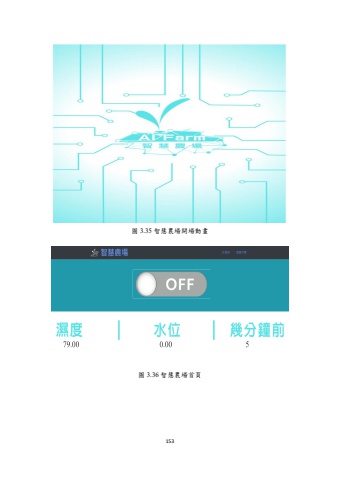 AI Farm
智慧農場
圖 3.35 智慧農場開場動畫
智慧農場
OFF
濕度 | 水位 | 幾分鐘前
79.00 0.00 5
圖 3.36 智慧農場首頁
153